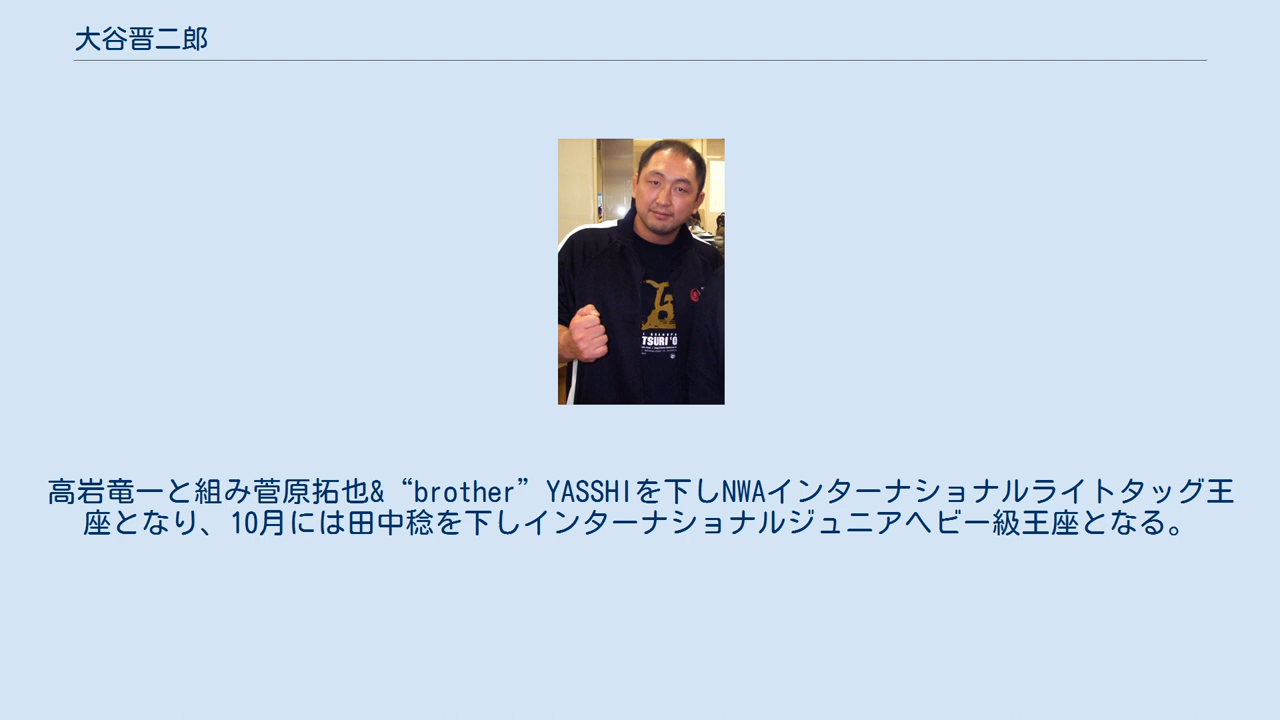 大谷晋二郎
TSURI'0
高岩竜一と組み菅原拓也&“brother”YASSHIを下しNWAインターナショナルライトタッグ王
座となり、10月には田中稔を下しインターナショナルジュニアヘビー級王座となる。